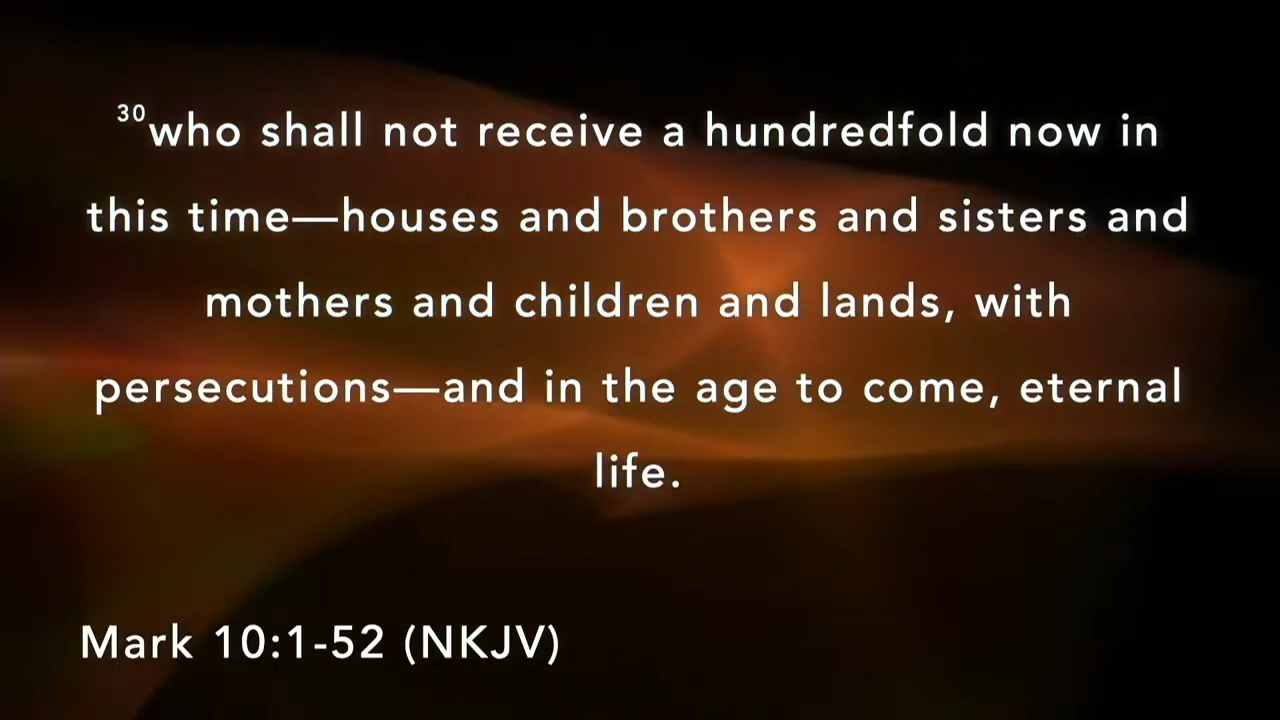 30who shall not receive a hundredfold now in
this time—houses and brothers and sisters and
mothers and children and lands, with
persecutions—and in the age to come, eternal
life.
Mark 10:1-52 (NKJV)